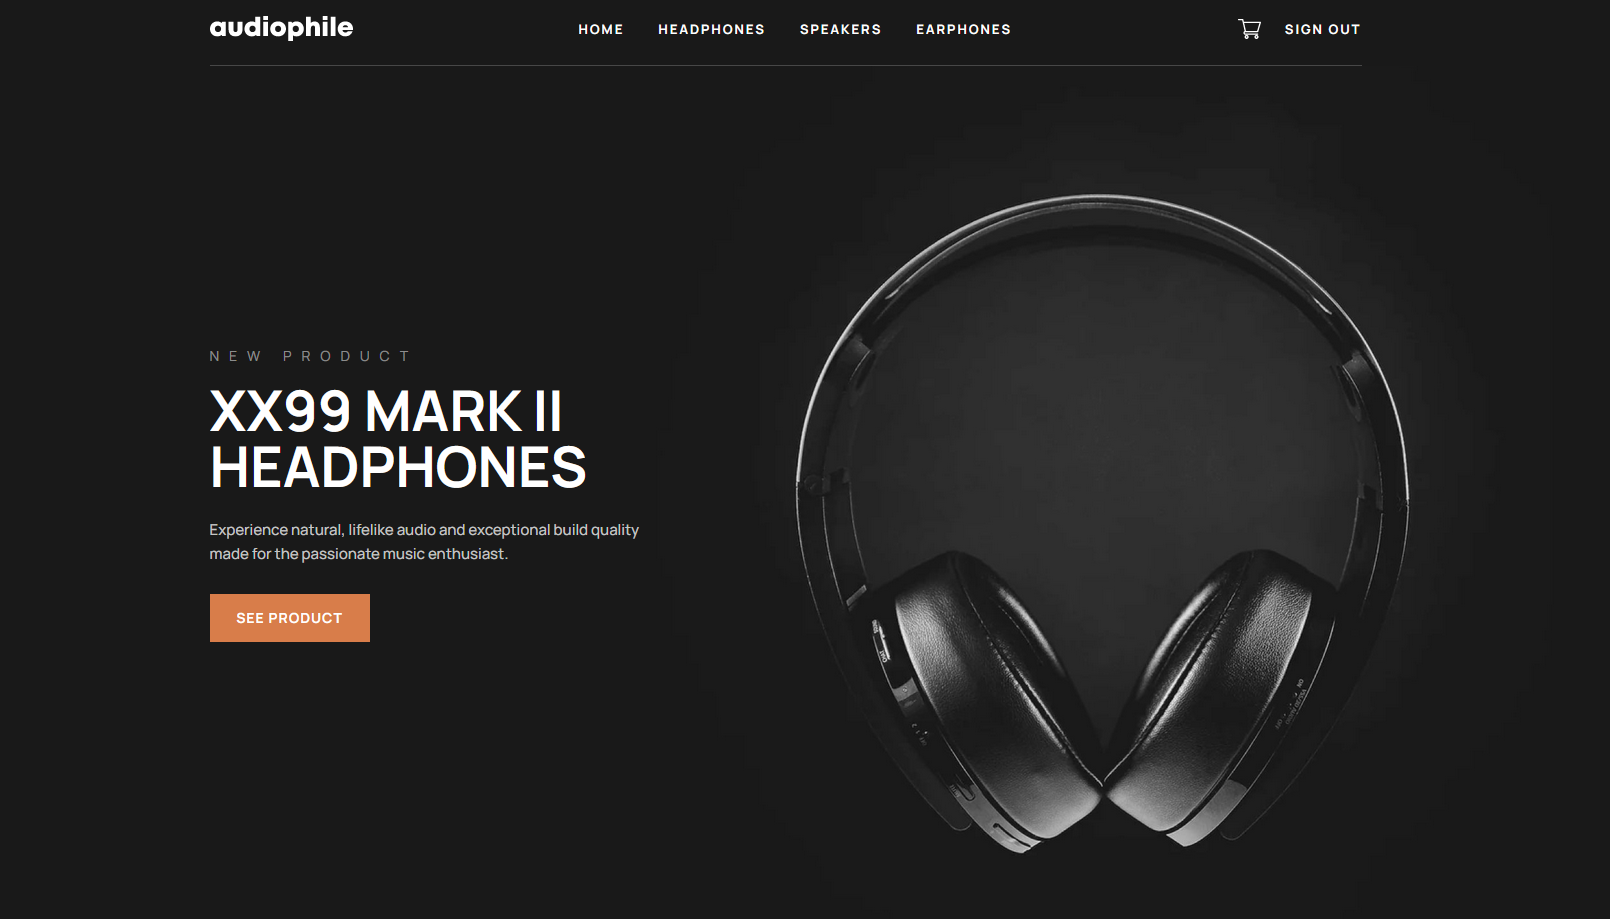 audiophile
HOME HEADPHONES SPEAKERS EARPHONES
SIGN OUT
NEW PRODUCT
XX99 MARK II
HEADPHONES
Experience natural, lifelike audio and exceptional build quality
made for the passionate music enthusiast.
SEE PRODUCT